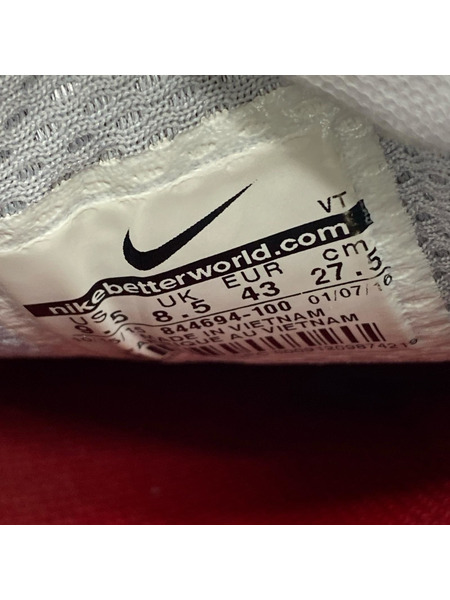 VT
nikebetterworld.com
US UK EUR cm
9.5 8.5 43 27.5
844694-100 01/07/16
MADE IN VIETNAM
AU VIETNAM